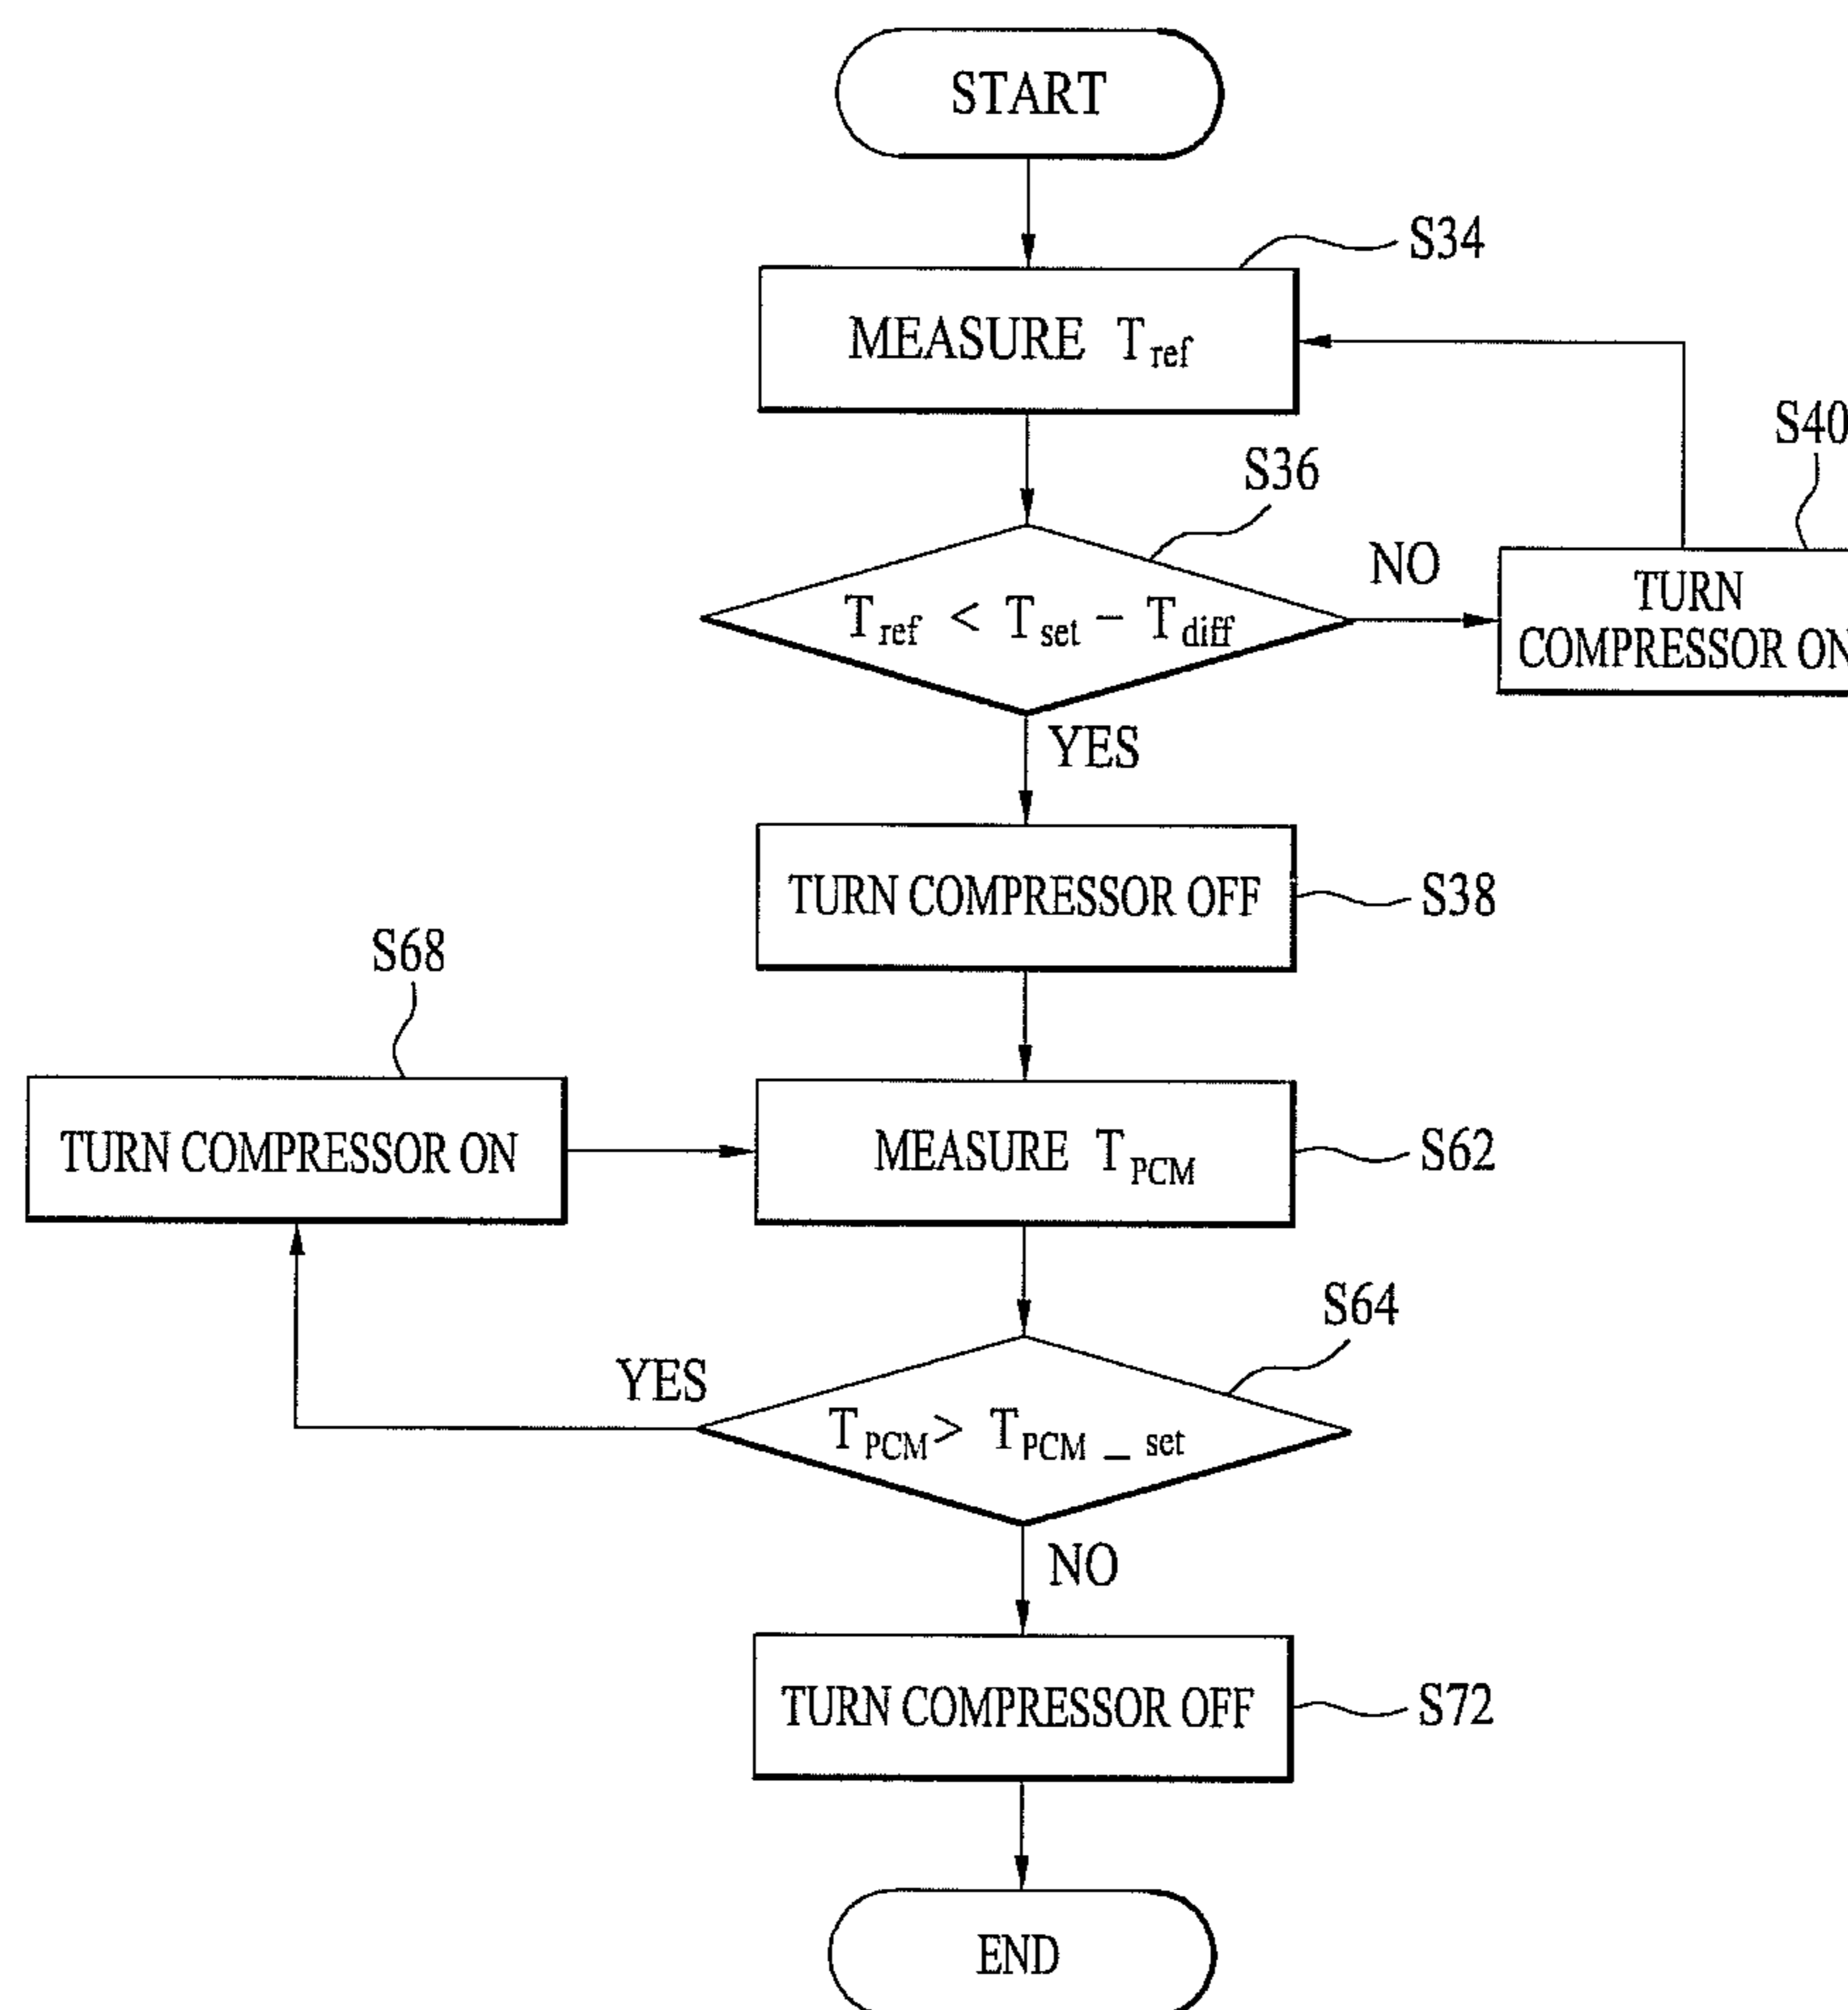 START
S34
MEASURE T_ref
S40
S36
NO
TURN
COMPRESSOR ON
T_ref < T_set − T_diff
YES
TURN COMPRESSOR OFF
S38
S68
TURN COMPRESSOR ON
MEASURE T_PCM
S62
S64
YES
T_PCM > T_PCM_set
NO
TURN COMPRESSOR OFF
S72
END